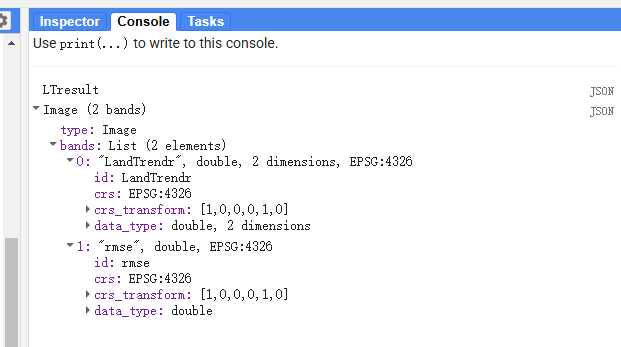 Inspector Console Tasks
Use print(...) to write to this console.
LTresult JSON
Image (2 bands) JSON
type: Image
bands: List (2 elements)
0: "LandTrendr", double, 2 dimensions, EPSG:4326
id: LandTrendr
crs: EPSG:4326
crs_transform: [1,0,0,0,1,0]
data_type: double, 2 dimensions
1: "rmse", double, EPSG:4326
id: rmse
crs: EPSG:4326
crs_transform: [1,0,0,0,1,0]
data_type: double